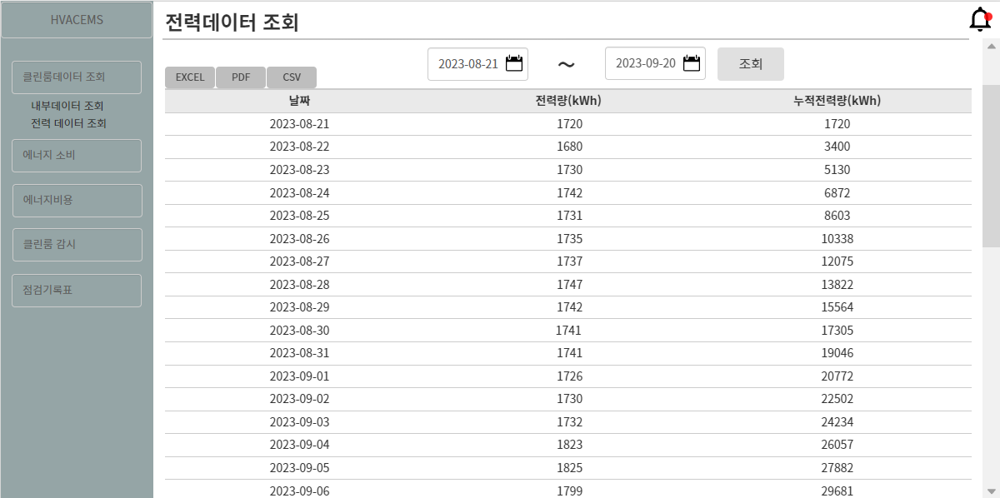 HVACEMS
클린룸데이터 조회
내부데이터 조회
전력 데이터 조회
에너지 소비
에너지비용
클린룸 감시
점검기록표
전력데이터 조회
2023-08-21 ～ 2023-09-20 조회
EXCEL PDF CSV
날짜 전력량(kWh) 누적전력량(kWh)
2023-08-21 1720 1720
2023-08-22 1680 3400
2023-08-23 1730 5130
2023-08-24 1742 6872
2023-08-25 1731 8603
2023-08-26 1735 10338
2023-08-27 1737 12075
2023-08-28 1747 13822
2023-08-29 1742 15564
2023-08-30 1741 17305
2023-08-31 1741 19046
2023-09-01 1726 20772
2023-09-02 1730 22502
2023-09-03 1732 24234
2023-09-04 1823 26057
2023-09-05 1825 27882
2023-09-06 1799 29681